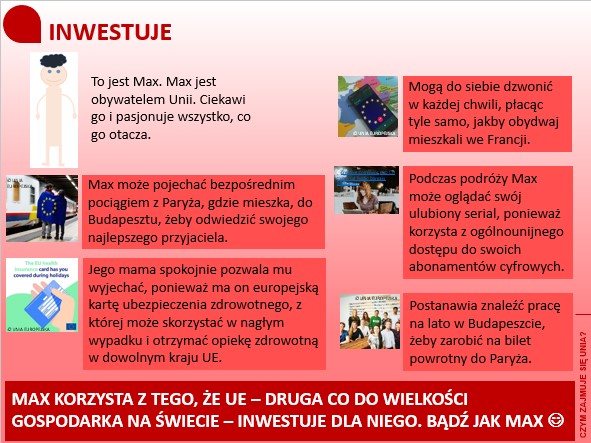 INWESTUJE
To jest Max. Max jest
obywatelem Unii. Ciekawi
go i pasjonuje wszystko, co
go otacza.
Max może pojechać bezpośrednim
pociągiem z Paryża, gdzie mieszka, do
Budapesztu, żeby odwiedzić swojego
najlepszego przyjaciela.
The EU health
insurance card has you
covered during holidays
© UNIA EUROPEJSKA
Jego mama spokojnie pozwala mu
wyjechać, ponieważ ma on europejską
kartę ubezpieczenia zdrowotnego, z
której może skorzystać w nagłym
wypadku i otrzymać opiekę zdrowotną
w dowolnym kraju UE.
© UNIA EUROPEJSKA
Mogą do siebie dzwonić
w każdej chwili, płacąc
tyle samo, jakby obydwaj
mieszkali we Francji.
Podczas podróży Max
może oglądać swój
ulubiony serial, ponieważ
korzysta z ogólnounijnego
dostępu do swoich
abonamentów cyfrowych.
© UNIA EUROPEJSKA
Postanawia znaleźć pracę
na lato w Budapeszcie,
żeby zarobić na bilet
powrotny do Paryża.
MAX KORZYSTA Z TEGO, ŻE UE – DRUGA CO DO WIELKOŚCI
GOSPODARKA NA ŚWIECIE – INWESTUJE DLA NIEGO. BĄDŹ JAK MAX ☺
CZYM ZAJMUJE SIĘ UNIA?